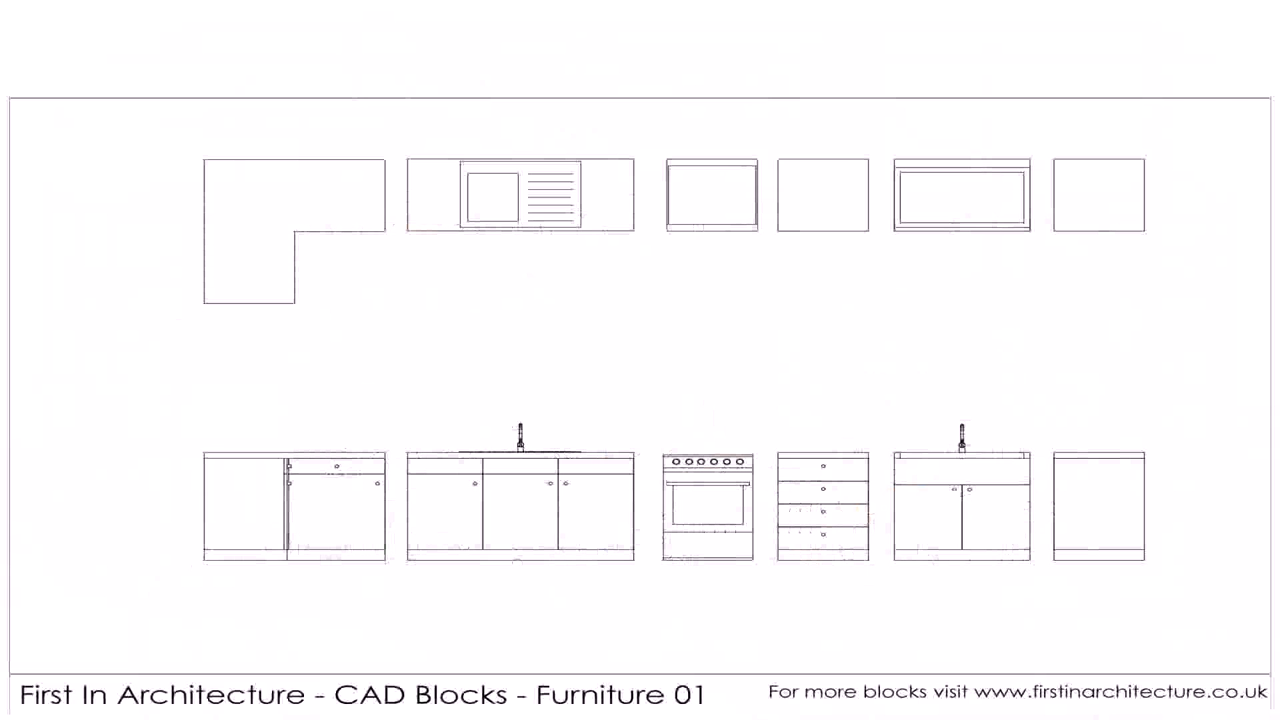 First In Architecture - CAD Blocks - Furniture 01
For more blocks visit www.firstinarchitecture.co.uk